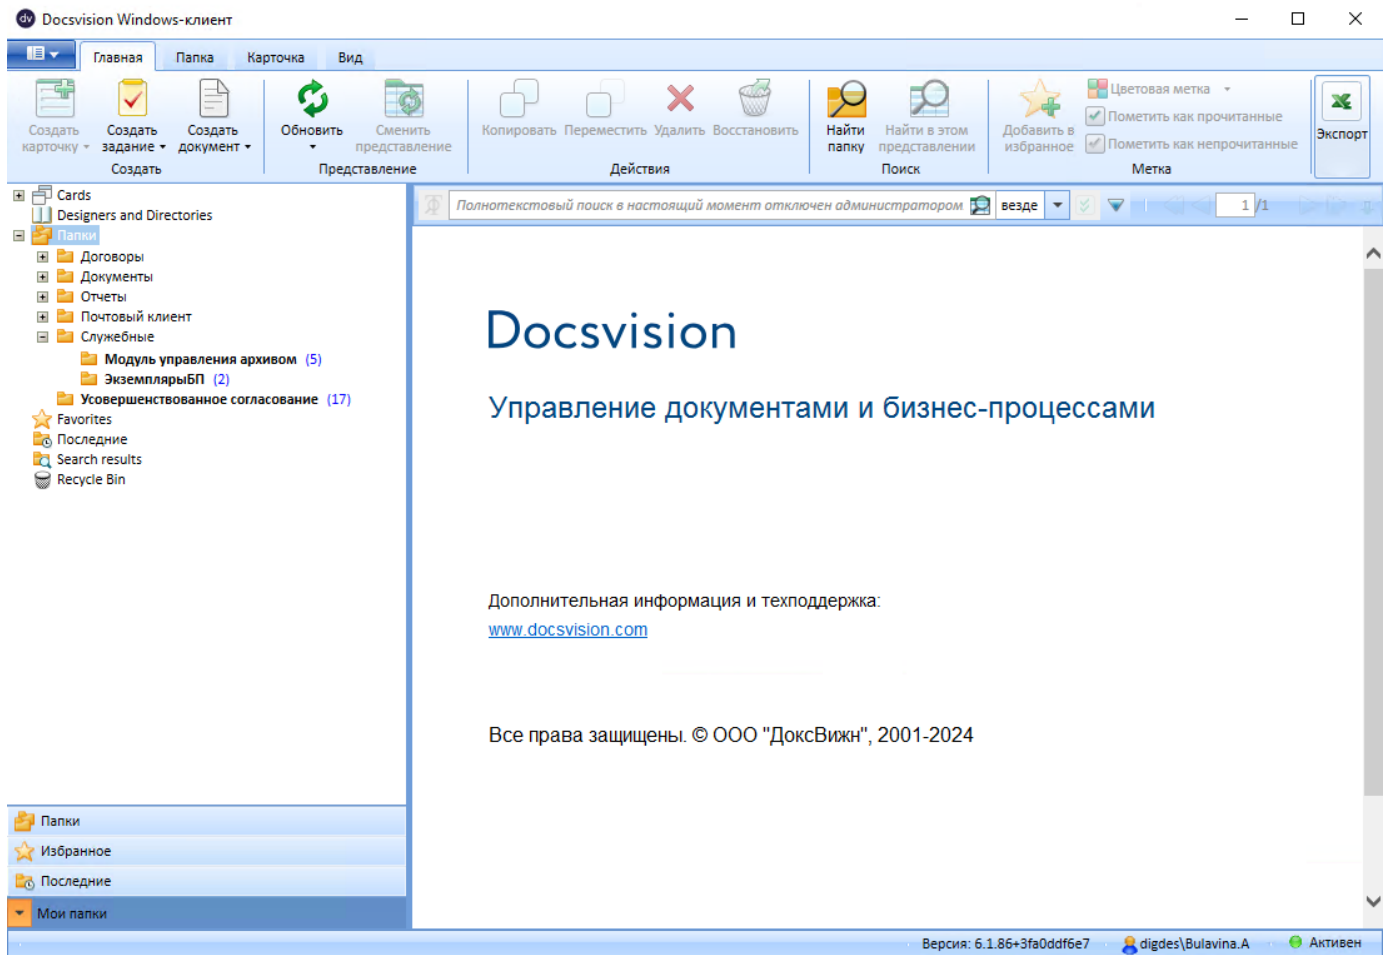 dv Docsvision Windows-клиент
Главная Папка Карточка Вид
Создать карточку
Создать задание
Создать документ
Создать
Обновить
Сменить представление
Представление
Копировать Переместить Удалить Восстановить
Действия
Найти папку
Найти в этом представлении
Поиск
Добавить в избранное
Цветовая метка
Пометить как прочитанные
Пометить как непрочитанные
Метка
Экспорт
Cards
Designers and Directories
Папки
Договоры
Документы
Отчеты
Почтовый клиент
Служебные
Модуль управления архивом (5)
ЭкземплярыБП (2)
Усовершенствованное согласование (17)
Favorites
Последние
Search results
Recycle Bin
Папки
Избранное
Последние
Мои папки
Полнотекстовый поиск в настоящий момент отключен администратором везде 1 /1
Docsvision
Управление документами и бизнес-процессами
Дополнительная информация и техподдержка:
www.docsvision.com
Все права защищены. © ООО "ДоксВижн", 2001-2024
Версия: 6.1.86+3fa0ddf6e7 digdes\Bulavina.A Активен